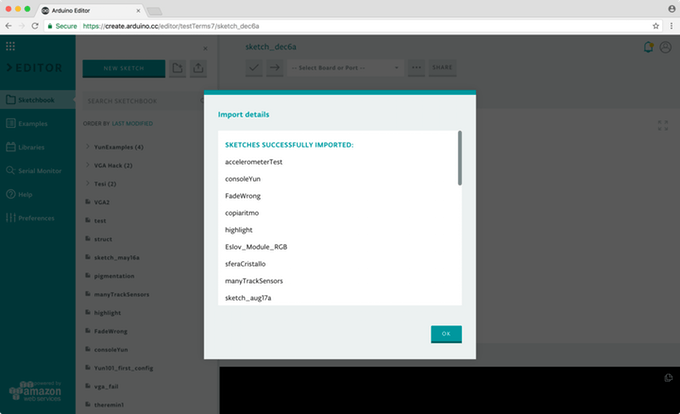 Arduino Editor
Secure
https://create.arduino.cc/editor/testTerms7/sketch_dec6a
EDITOR
NEW SKETCH
sketch_dec6a
-- Select Board or Port --
SHARE
Sketchbook
Examples
Libraries
Serial Monitor
Help
Preferences
SEARCH SKETCHBOOK
ORDER BY: LAST MODIFIED
YunExamples (4)
VGA Hack (2)
Tesi (2)
VGA2
test
struct
sketch_may16a
pigmentation
manyTrackSensors
highlight
FadeWrong
consoleYun
Yun101_first_config
vga_fall
theremin1
Import details
SKETCHES SUCCESSFULLY IMPORTED:
accelerometerTest
consoleYun
FadeWrong
copiaritmo
highlight
Eslov_Module_RGB
sferaCristallo
manyTrackSensors
sketch_aug17a
OK
powered by
amazon
web services